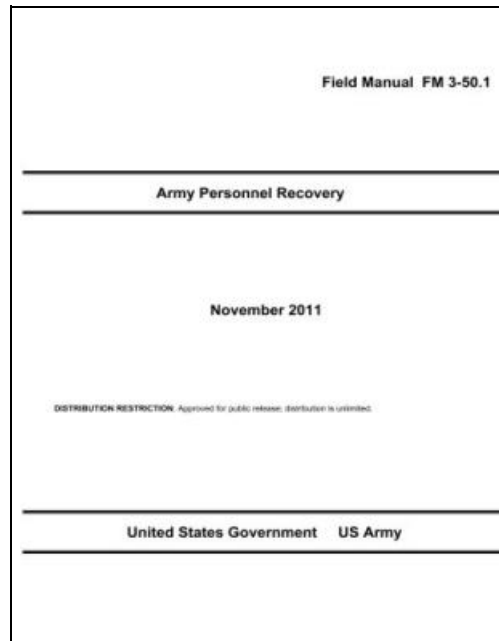 Field Manual FM 3-50.1
Army Personnel Recovery
November 2011
DISTRIBUTION RESTRICTION: Approved for public release; distribution is unlimited.
United States Government US Army